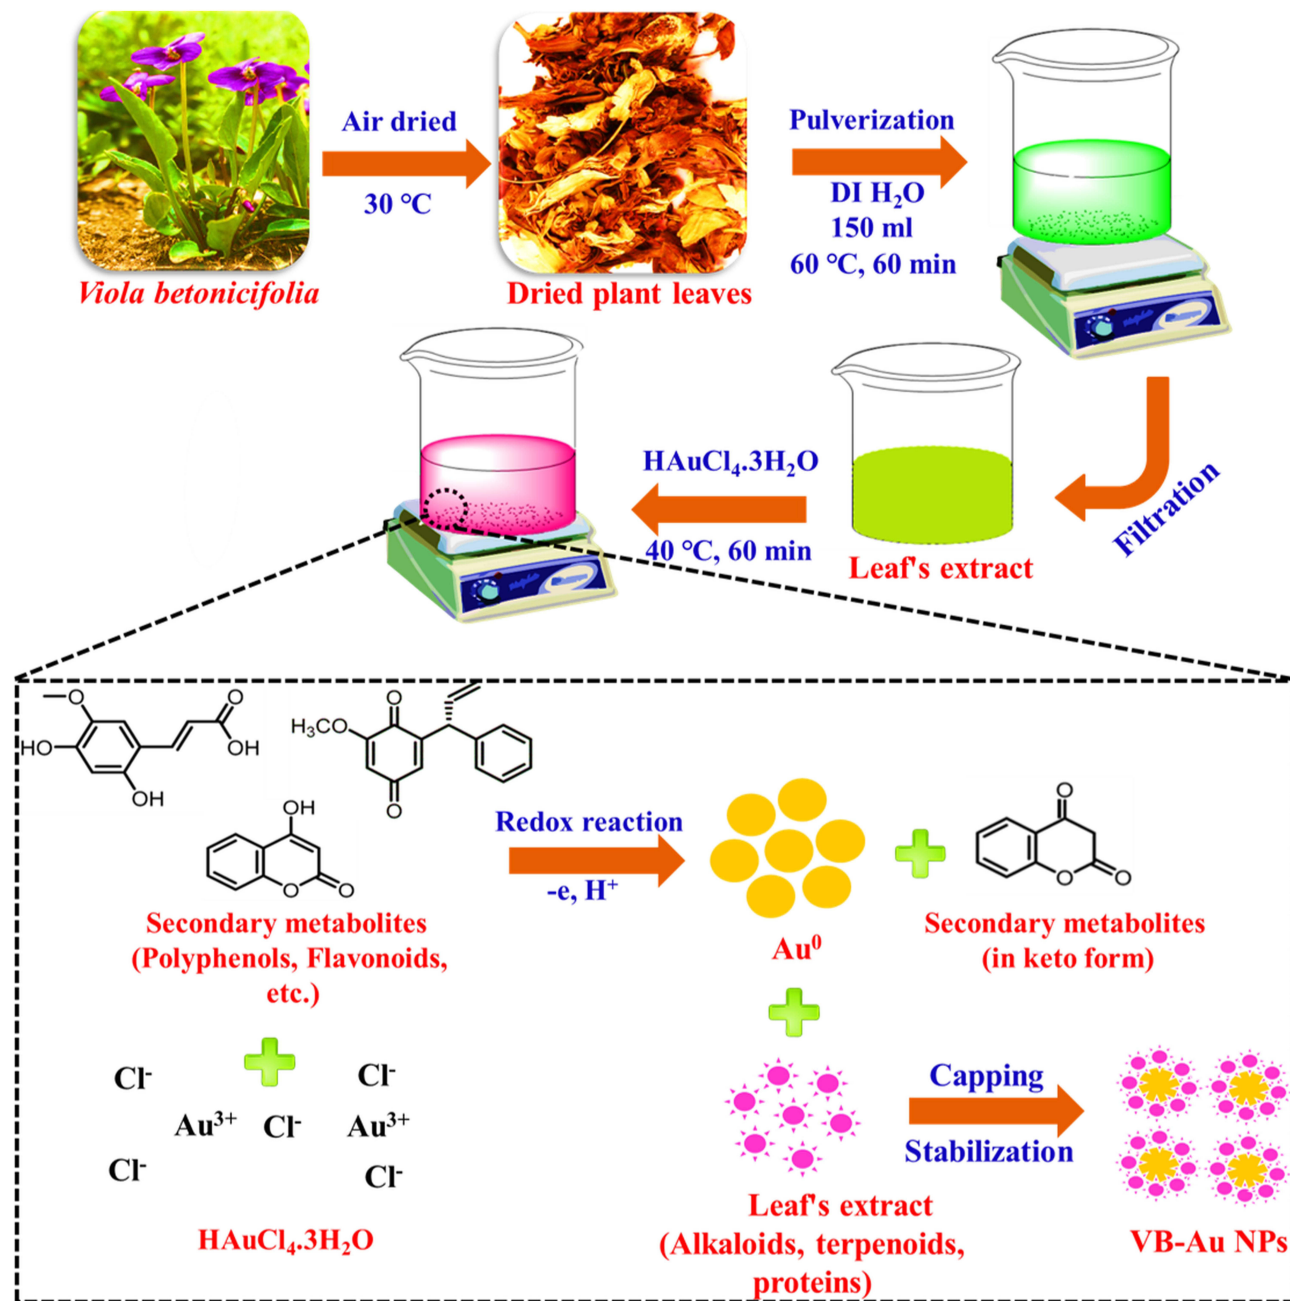 Air dried
30 °C
Pulverization
DI H₂O
150 ml
60 °C, 60 min
Viola betonicifolia
Dried plant leaves
Filtration
Leaf's extract
HAuCl₄.3H₂O
40 °C, 60 min
O
HO
OH
O
OH
H₃CO
O
O
OH
O
O
Secondary metabolites
(Polyphenols, Flavonoids,
etc.)
Redox reaction
-e, H⁺
Au⁰
O
O
O
Secondary metabolites
(in keto form)
Cl⁻
Cl⁻
Au³⁺
Cl⁻
Au³⁺
Cl⁻
Cl⁻
HAuCl₄.3H₂O
Leaf's extract
(Alkaloids, terpenoids,
proteins)
Capping
Stabilization
VB-Au NPs